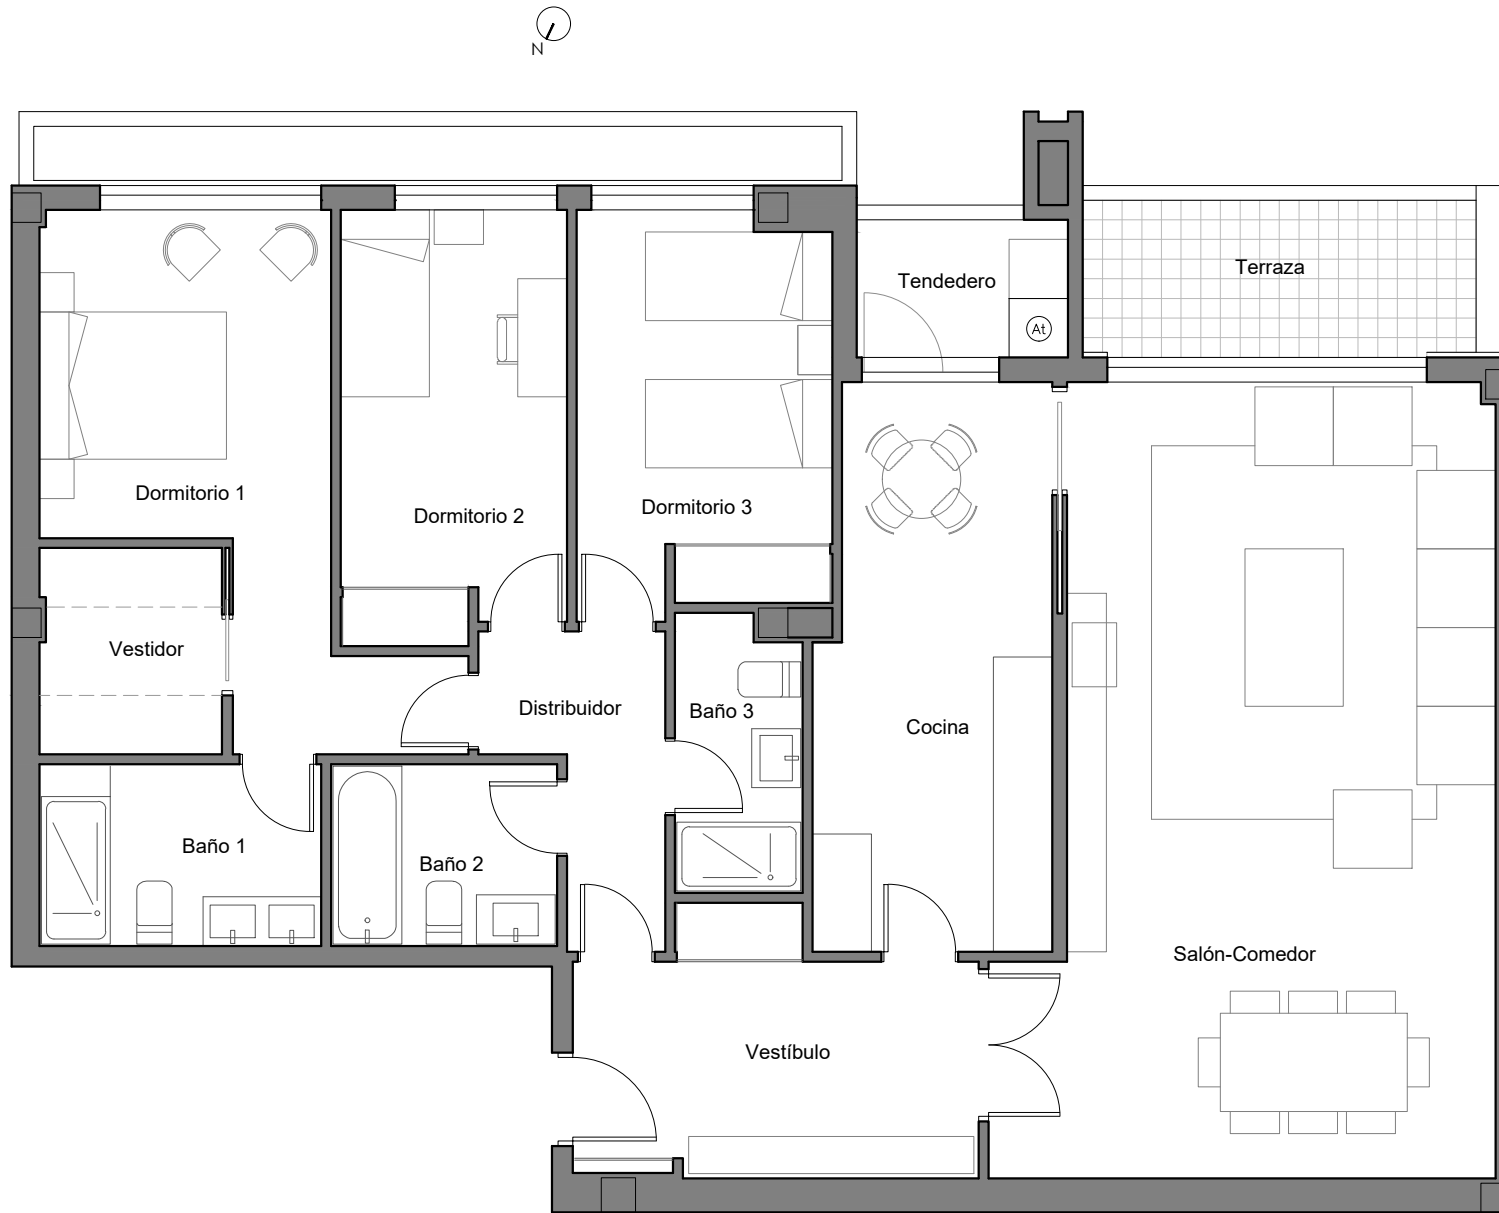 N
Tendedero
Terraza
At
Dormitorio 1
Dormitorio 2
Dormitorio 3
Vestidor
Distribuidor
Baño 3
Cocina
Baño 1
Baño 2
Salón-Comedor
Vestíbulo